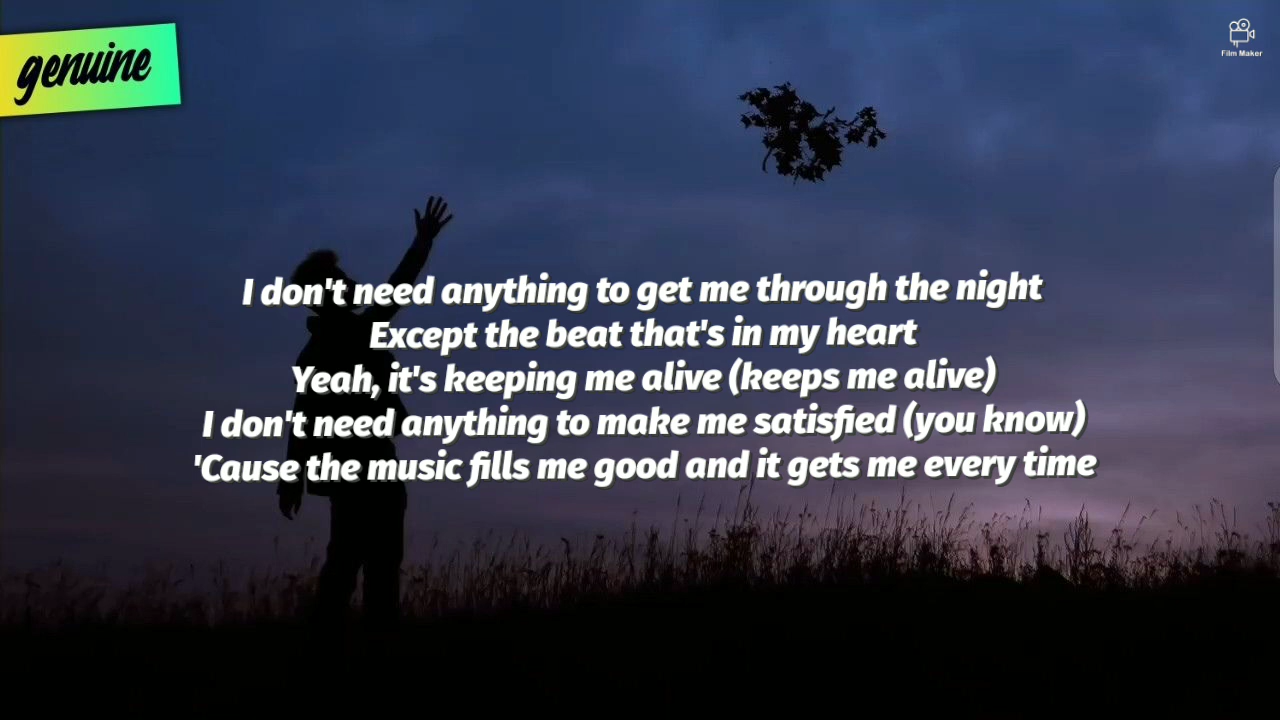 genuine
Film Maker
I don't need anything to get me through the night
Except the beat that's in my heart
Yeah, it's keeping me alive (keeps me alive)
I don't need anything to make me satisfied (you know)
'Cause the music fills me good and it gets me every time